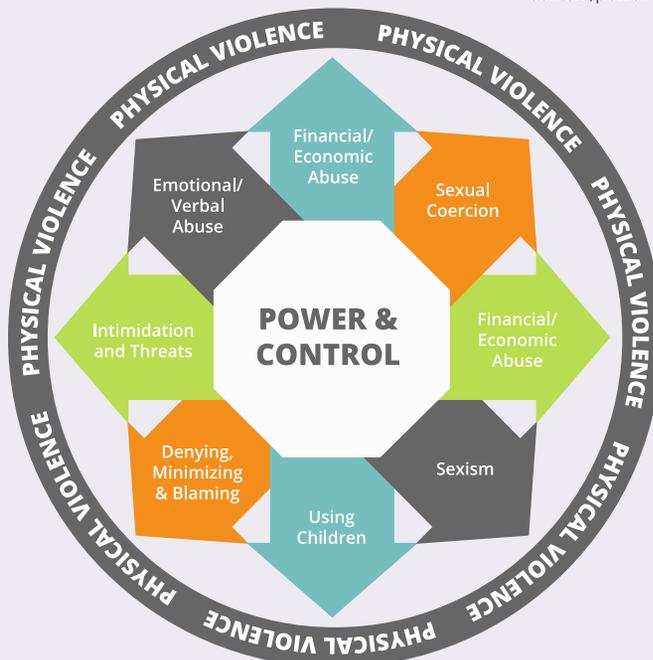 PHYSICAL VIOLENCE
PHYSICAL VIOLENCE
PHYSICAL VIOLENCE
PHYSICAL VIOLENCE
PHYSICAL VIOLENCE
PHYSICAL VIOLENCE
PHYSICAL VIOLENCE
PHYSICAL VIOLENCE
Financial/
Economic
Abuse
Sexual
Coercion
Financial/
Economic
Abuse
Sexism
Using
Children
Denying,
Minimizing
& Blaming
Intimidation
and Threats
Emotional/
Verbal
Abuse
POWER &
CONTROL